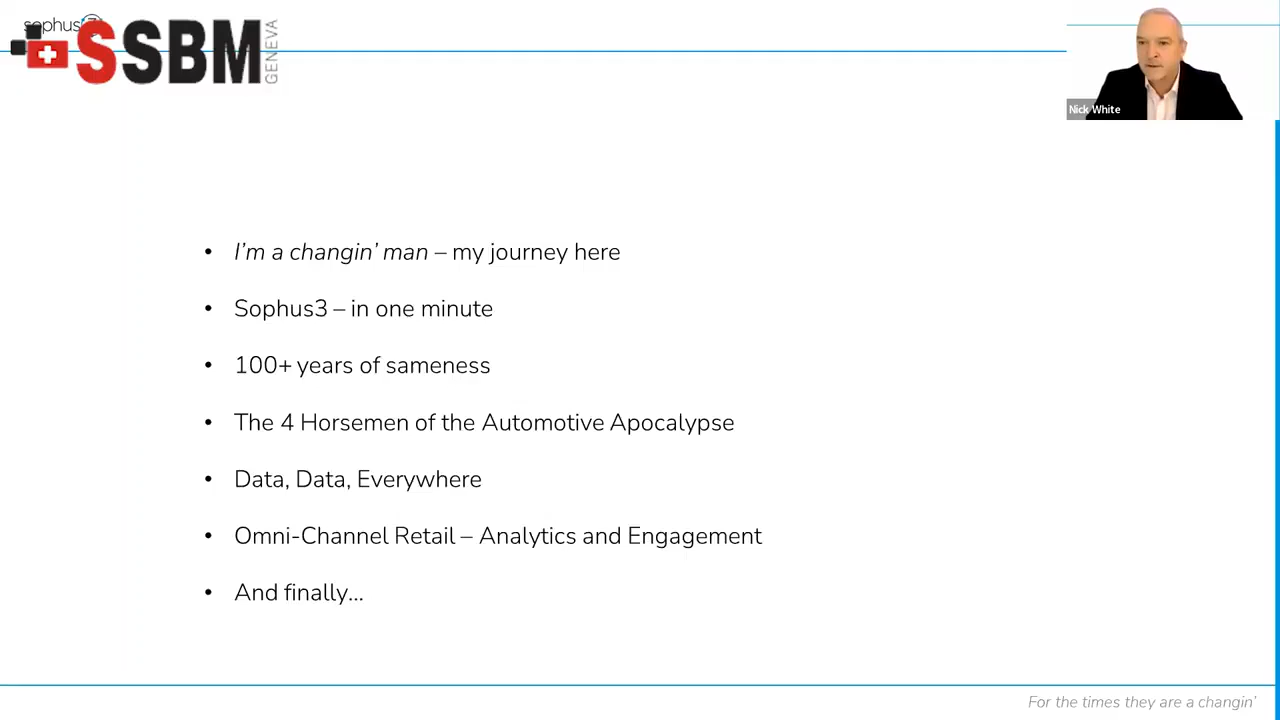 sophus3
SSBM
GENEVA
Nick White
• I'm a changin' man – my journey here
• Sophus3 – in one minute
• 100+ years of sameness
• The 4 Horsemen of the Automotive Apocalypse
• Data, Data, Everywhere
• Omni-Channel Retail – Analytics and Engagement
• And finally...
For the times they are a changin'